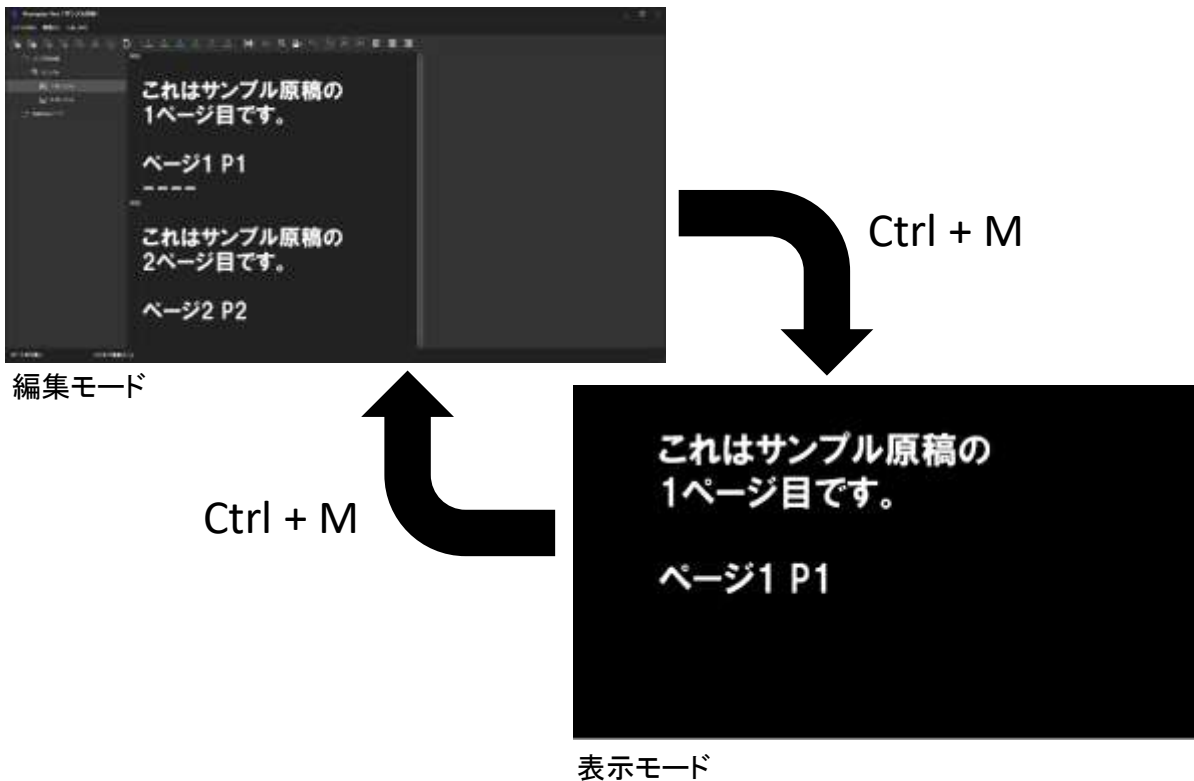 これはサンプル原稿の
1ページ目です。
ページ1 P1
----
これはサンプル原稿の
2ページ目です。
ページ2 P2
編集モード
Ctrl + M
Ctrl + M
これはサンプル原稿の
1ページ目です。
ページ1 P1
表示モード